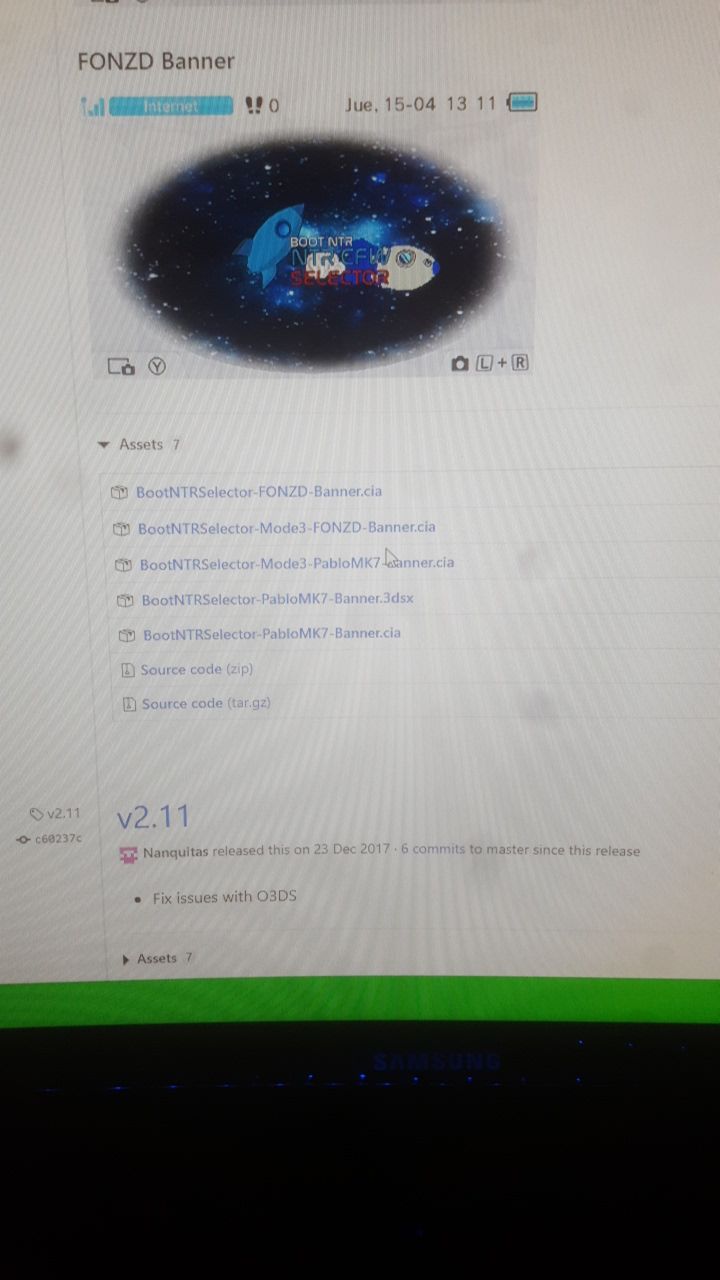 FONZD Banner
Internet 0 Jue, 15-04 13 11
BOOT NTR
NTR CFW
SELECTOR
Y L + R
Assets 7
BootNTRSelector-FONZD-Banner.cia
BootNTRSelector-Mode3-FONZD-Banner.cia
BootNTRSelector-Mode3-PabloMK7-Banner.cia
BootNTRSelector-PabloMK7-Banner.3dsx
BootNTRSelector-PabloMK7-Banner.cia
Source code (zip)
Source code (tar.gz)
v2.11
c60237c
v2.11
Nanquitas released this on 23 Dec 2017 · 6 commits to master since this release
• Fix issues with O3DS
Assets 7
SAMSUNG